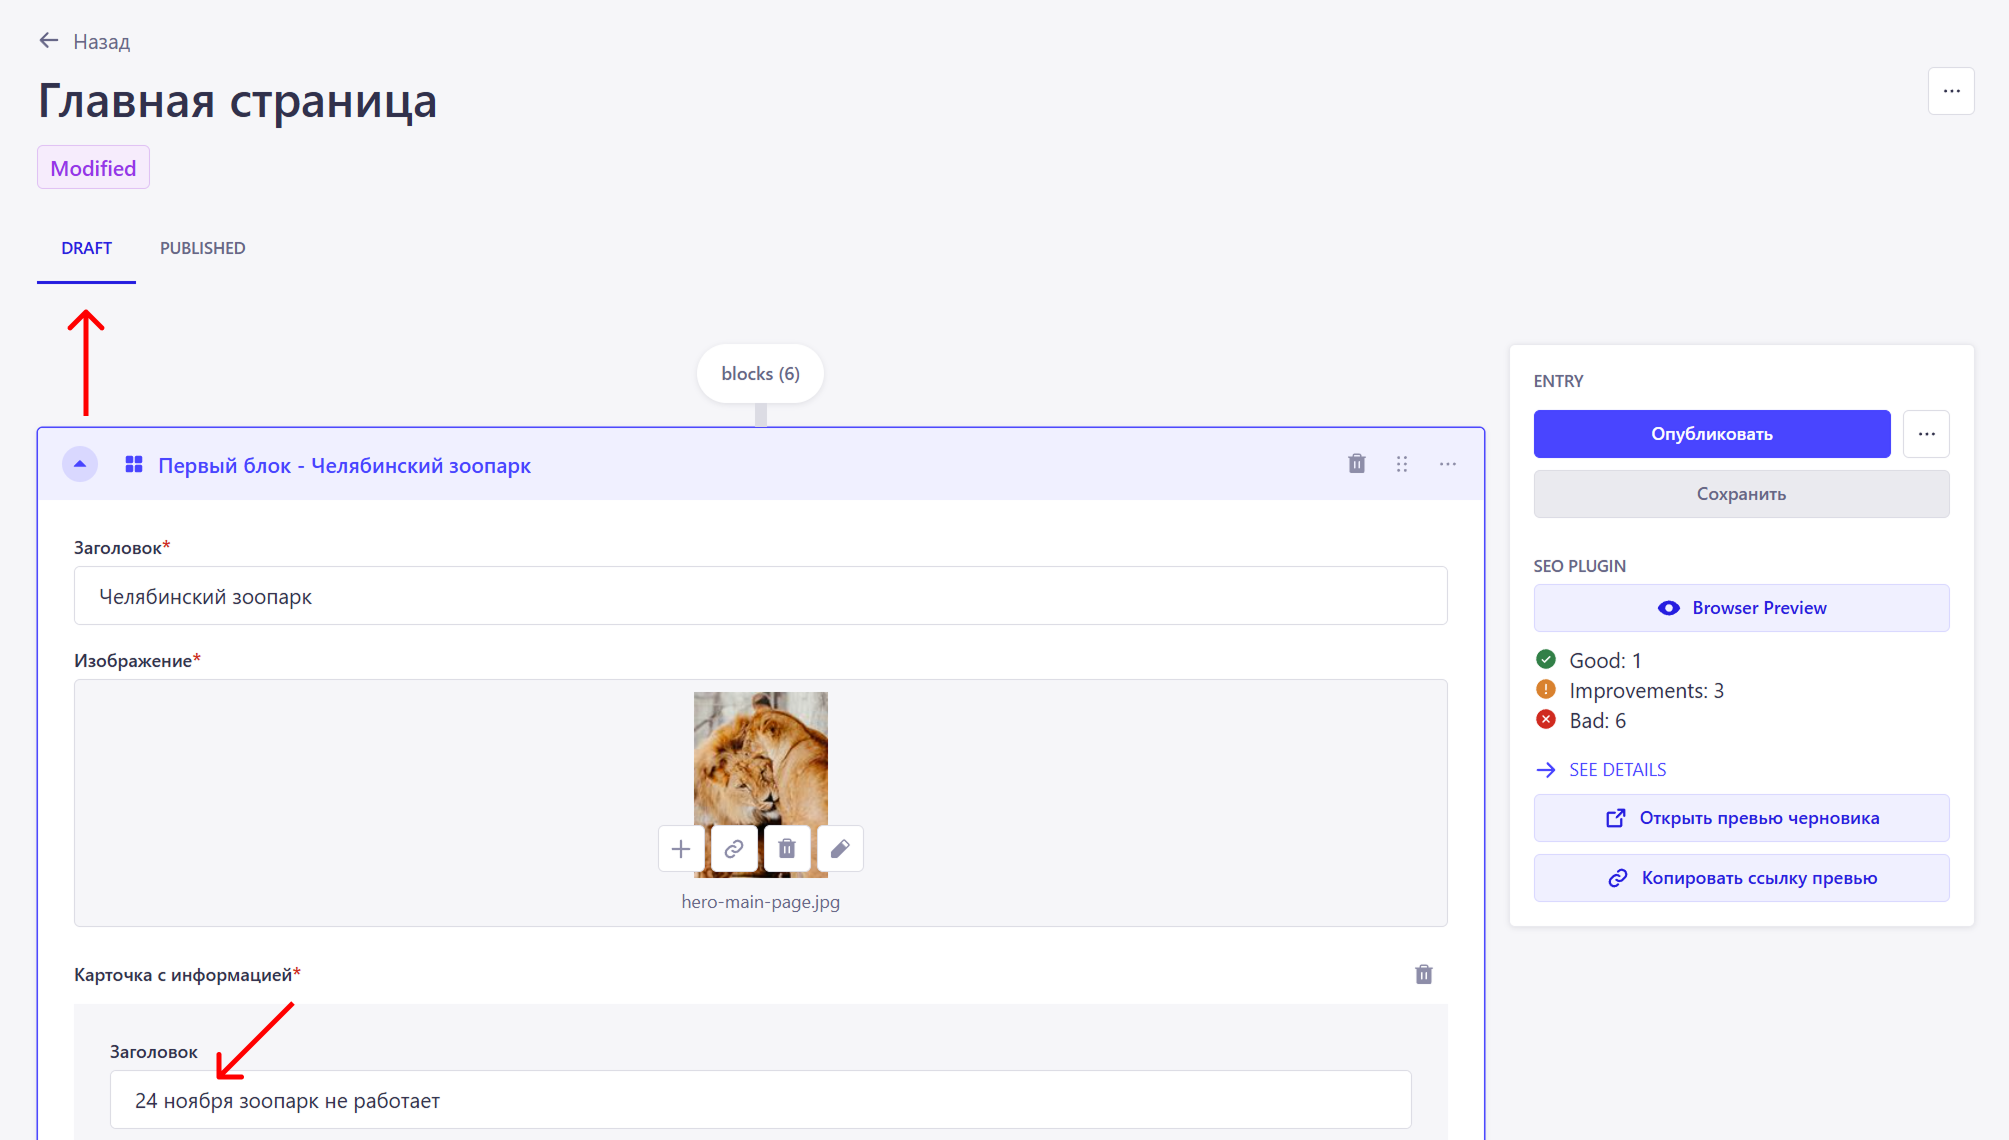 Назад
Главная страница
Modified
DRAFT PUBLISHED
blocks (6)
Первый блок - Челябинский зоопарк
Заголовок*
Челябинский зоопарк
Изображение*
hero-main-page.jpg
Карточка с информацией*
Заголовок
24 ноября зоопарк не работает
ENTRY
Опубликовать
Сохранить
SEO PLUGIN
Browser Preview
Good: 1
Improvements: 3
Bad: 6
SEE DETAILS
Открыть превью черновика
Копировать ссылку превью